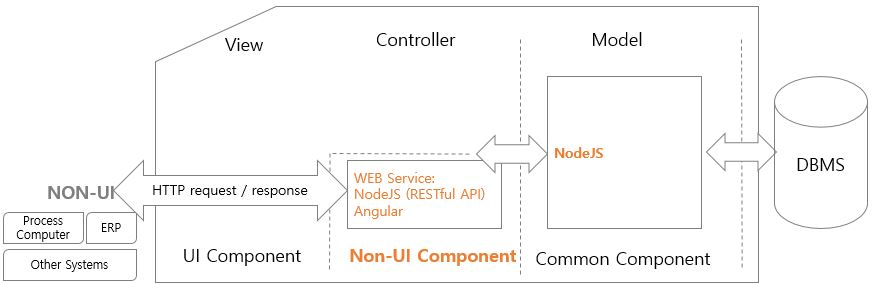 View
Controller
Model
NodeJS
DBMS
HTTP request / response
WEB Service:
NodeJS (RESTful API)
Angular
NON-UI
Process
Computer
ERP
Other Systems
UI Component
Non-UI Component
Common Component